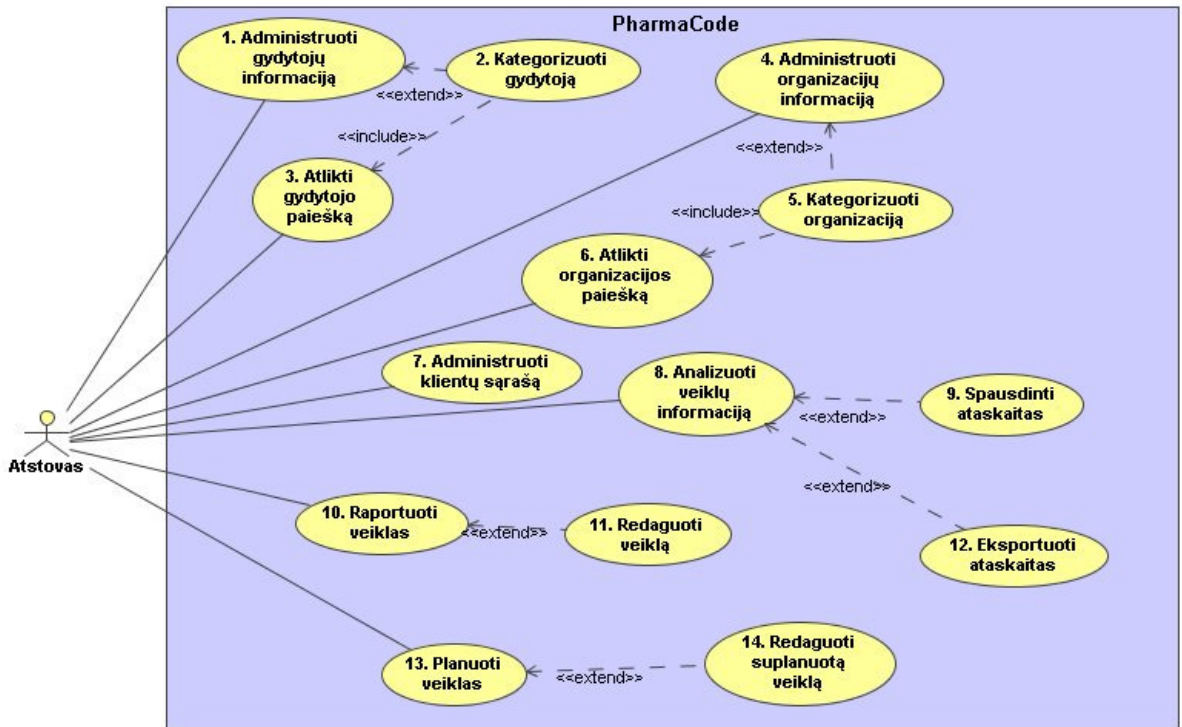 PharmaCode
1. Administruoti
gydytojų
informaciją
2. Kategorizuoti
gydytoją
4. Administruoti
organizacijų
informaciją
<<extend>>
<<include>>
<<extend>>
3. Atlikti
gydytojo
paiešką
5. Kategorizuoti
organizaciją
<<include>>
6. Atlikti
organizacijos
paiešką
7. Administruoti
klientų sąrašą
8. Analizuoti
veiklų
informaciją
9. Spausdinti
ataskaitas
<<extend>>
Atstovas
<<extend>>
10. Raportuoti
veiklas
<<extend>>
11. Redaguoti
veiklą
12. Eksportuoti
ataskaitas
13. Planuoti
veiklas
<<extend>>
14. Redaguoti
suplanuotą
veiklą